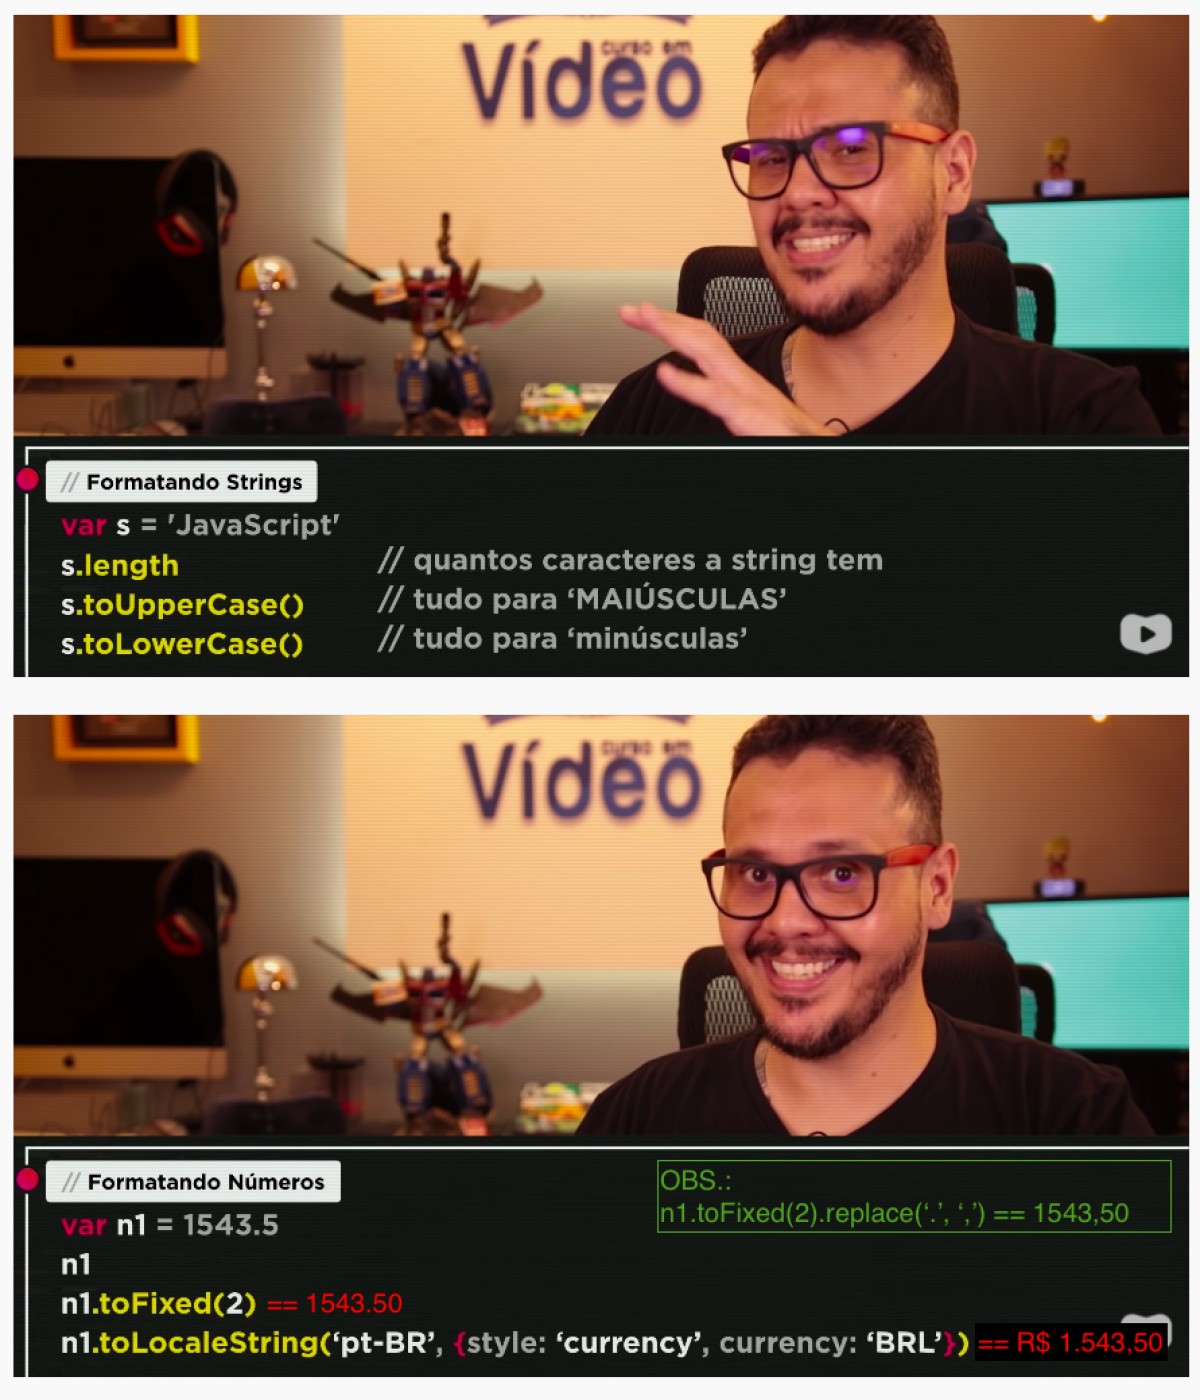 curso em
Vídeo
// Formatando Strings
var s = 'JavaScript'
s.length // quantos caracteres a string tem
s.toUpperCase() // tudo para ‘MAIÚSCULAS’
s.toLowerCase() // tudo para ‘minúsculas’
curso em
Vídeo
// Formatando Números
OBS.:
n1.toFixed(2).replace(‘.’, ‘,’) == 1543,50
var n1 = 1543.5
n1
n1.toFixed(2) == 1543.50
n1.toLocaleString(‘pt-BR’, {style: ‘currency’, currency: ‘BRL’}) == R$ 1.543,50